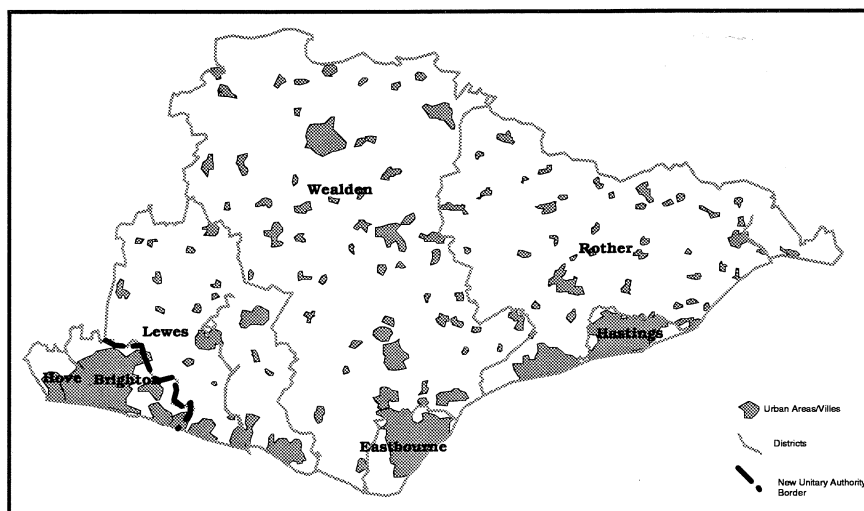 Wealden
Rother
Lewes
Hastings
Hove Brighton
Eastbourne
Urban Areas/Villes
Districts
New Unitary Authority
Border